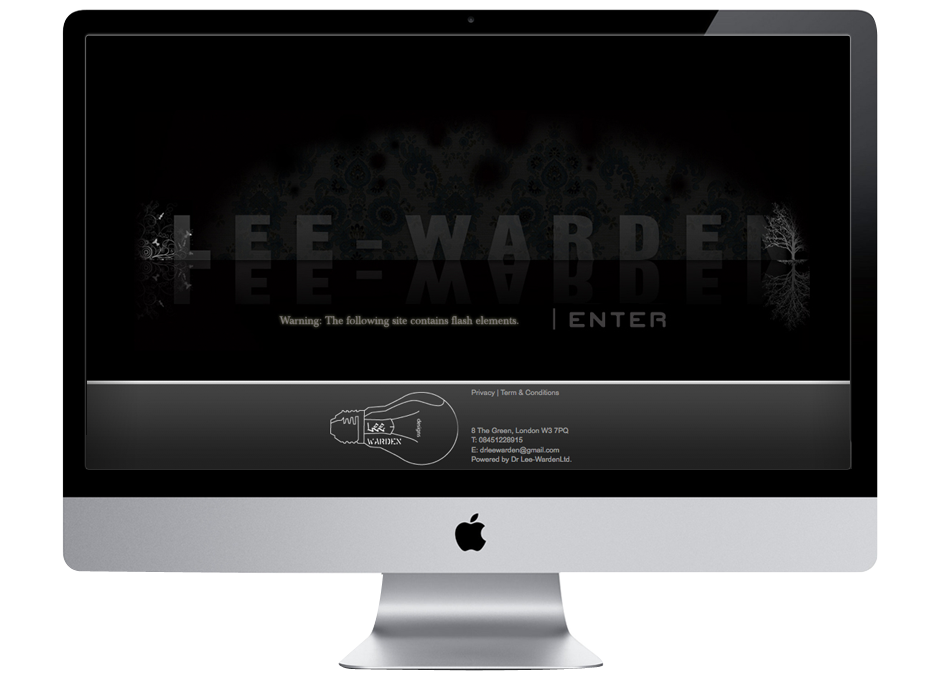 LEE-WARDEN
Warning: The following site contains flash elements.
| ENTER
Privacy | Term & Conditions
LEE
WARDEN
designs
8 The Green, London W3 7PQ
T: 08451228915
E: drleewarden@gmail.com
Powered by Dr Lee-WardenLtd.